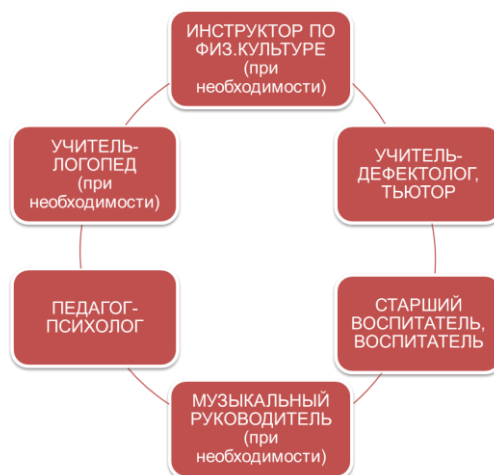 ИНСТРУКТОР ПО
ФИЗ.КУЛЬТУРЕ
(при
необходимости)
УЧИТЕЛЬ-
ДЕФЕКТОЛОГ,
ТЬЮТОР
СТАРШИЙ
ВОСПИТАТЕЛЬ,
ВОСПИТАТЕЛЬ
МУЗЫКАЛЬНЫЙ
РУКОВОДИТЕЛЬ
(при
необходимости)
ПЕДАГОГ-
ПСИХОЛОГ
УЧИТЕЛЬ-
ЛОГОПЕД
(при
необходимости)